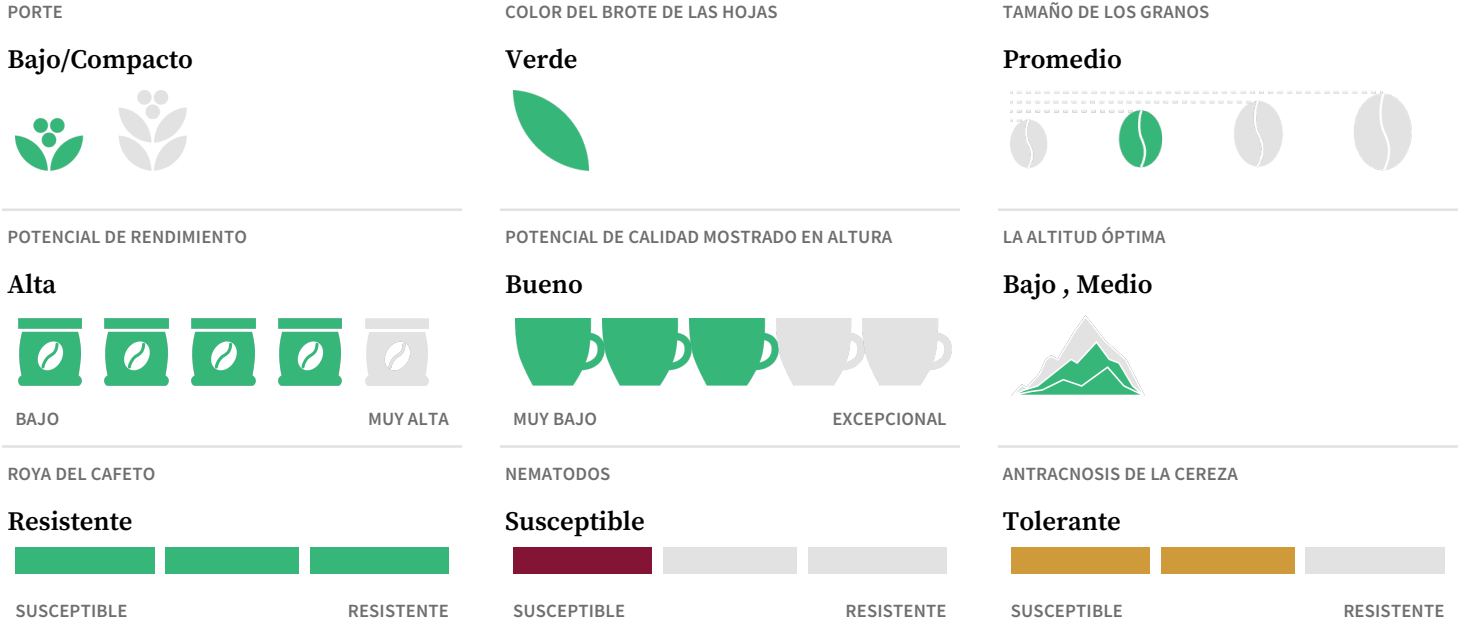 PORTE
Bajo/Compacto
COLOR DEL BROTE DE LAS HOJAS
Verde
TAMAÑO DE LOS GRANOS
Promedio
POTENCIAL DE RENDIMIENTO
Alta
BAJO MUY ALTA
POTENCIAL DE CALIDAD MOSTRADO EN ALTURA
Bueno
MUY BAJO EXCEPCIONAL
LA ALTITUD ÓPTIMA
Bajo , Medio
ROYA DEL CAFETO
Resistente
SUSCEPTIBLE RESISTENTE
NEMATODOS
Susceptible
SUSCEPTIBLE RESISTENTE
ANTRACNOSIS DE LA CEREZA
Tolerante
SUSCEPTIBLE RESISTENTE